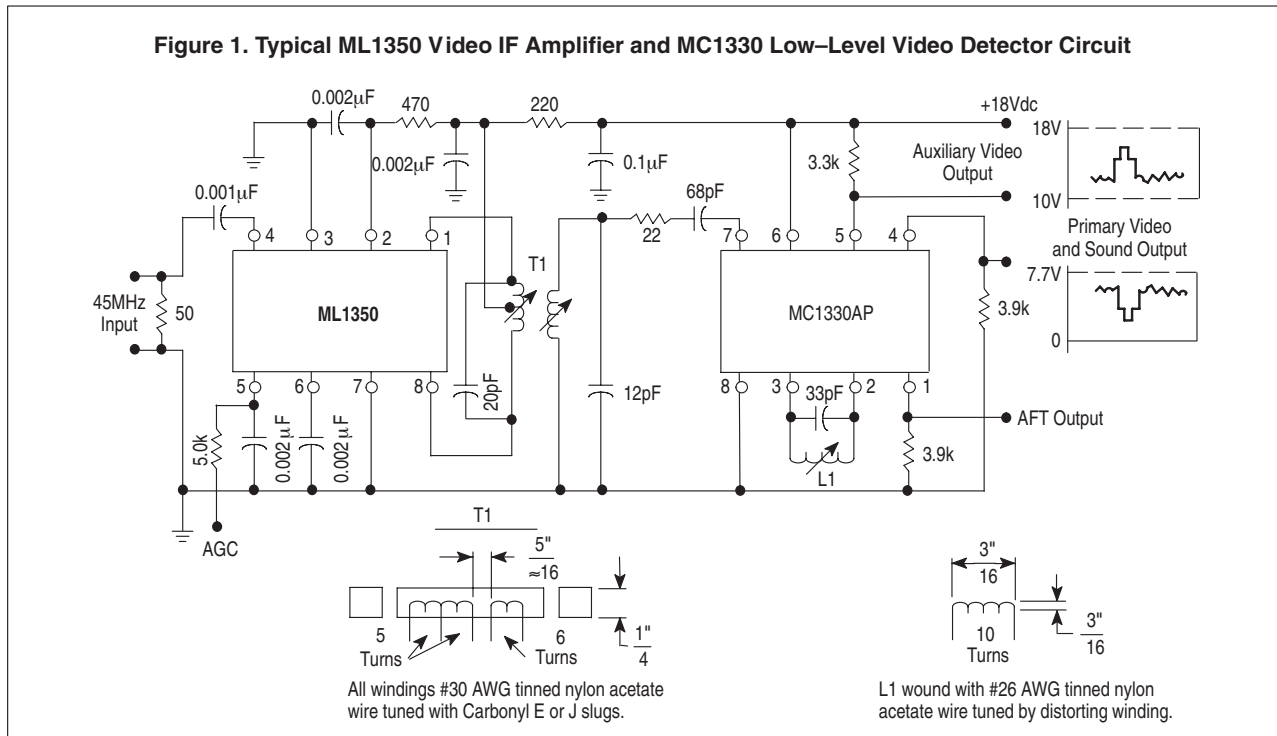 Figure 1. Typical ML1350 Video IF Amplifier and MC1330 Low–Level Video Detector Circuit
0.002µF
470
220
+18Vdc
18V
0.002µF
0.1µF
3.3k
Auxiliary Video
Output
0.001µF
68pF
10V
4
3
2
1
22
7
6
5
4
Primary Video
and Sound Output
T1
7.7V
45MHz
Input
50
ML1350
MC1330AP
3.9k
0
5
6
7
8
20pF
12pF
8
3
33pF
2
1
AFT Output
5.0k
0.002 µF
0.002 µF
L1
3.9k
AGC
T1
5"
≈16
3"
16
5
Turns
6
Turns
1"
4
10
Turns
3"
16
All windings #30 AWG tinned nylon acetate
wire tuned with Carbonyl E or J slugs.
L1 wound with #26 AWG tinned nylon
acetate wire tuned by distorting winding.